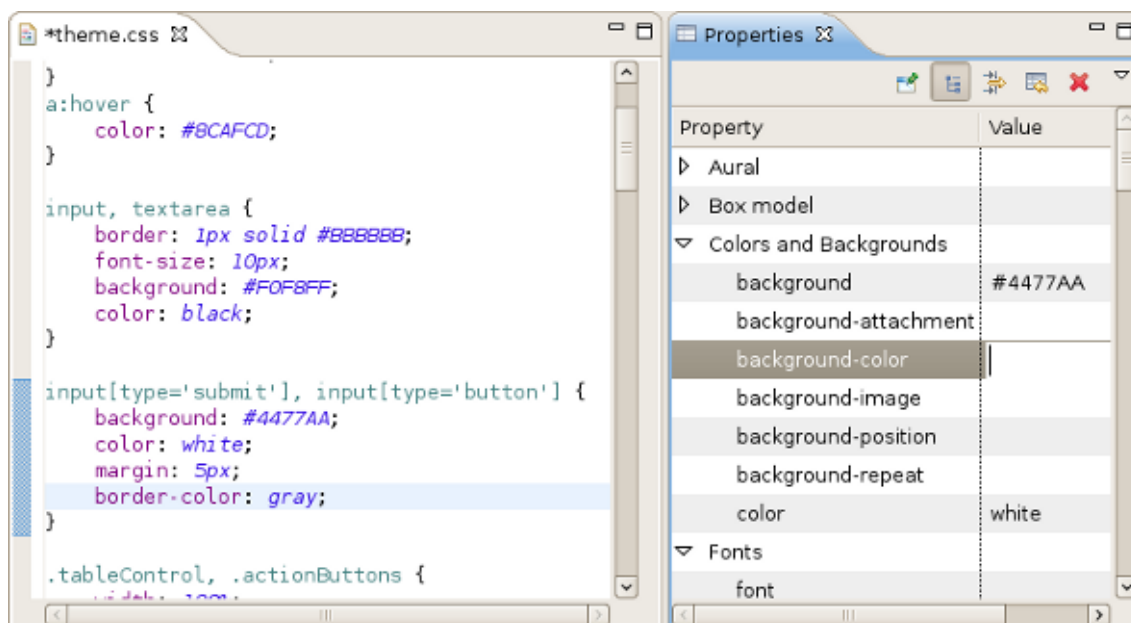 *theme.css
}
a:hover {
color: #8CAFCD;
}
input, textarea {
border: 1px solid #BBBBBB;
font-size: 10px;
background: #F0F8FF;
color: black;
}
input[type='submit'], input[type='button'] {
background: #4477AA;
color: white;
margin: 5px;
border-color: gray;
}
.tableControl, .actionButtons {
Properties
Property Value
Aural
Box model
Colors and Backgrounds
background #4477AA
background-attachment
background-color
background-image
background-position
background-repeat
color white
Fonts
font